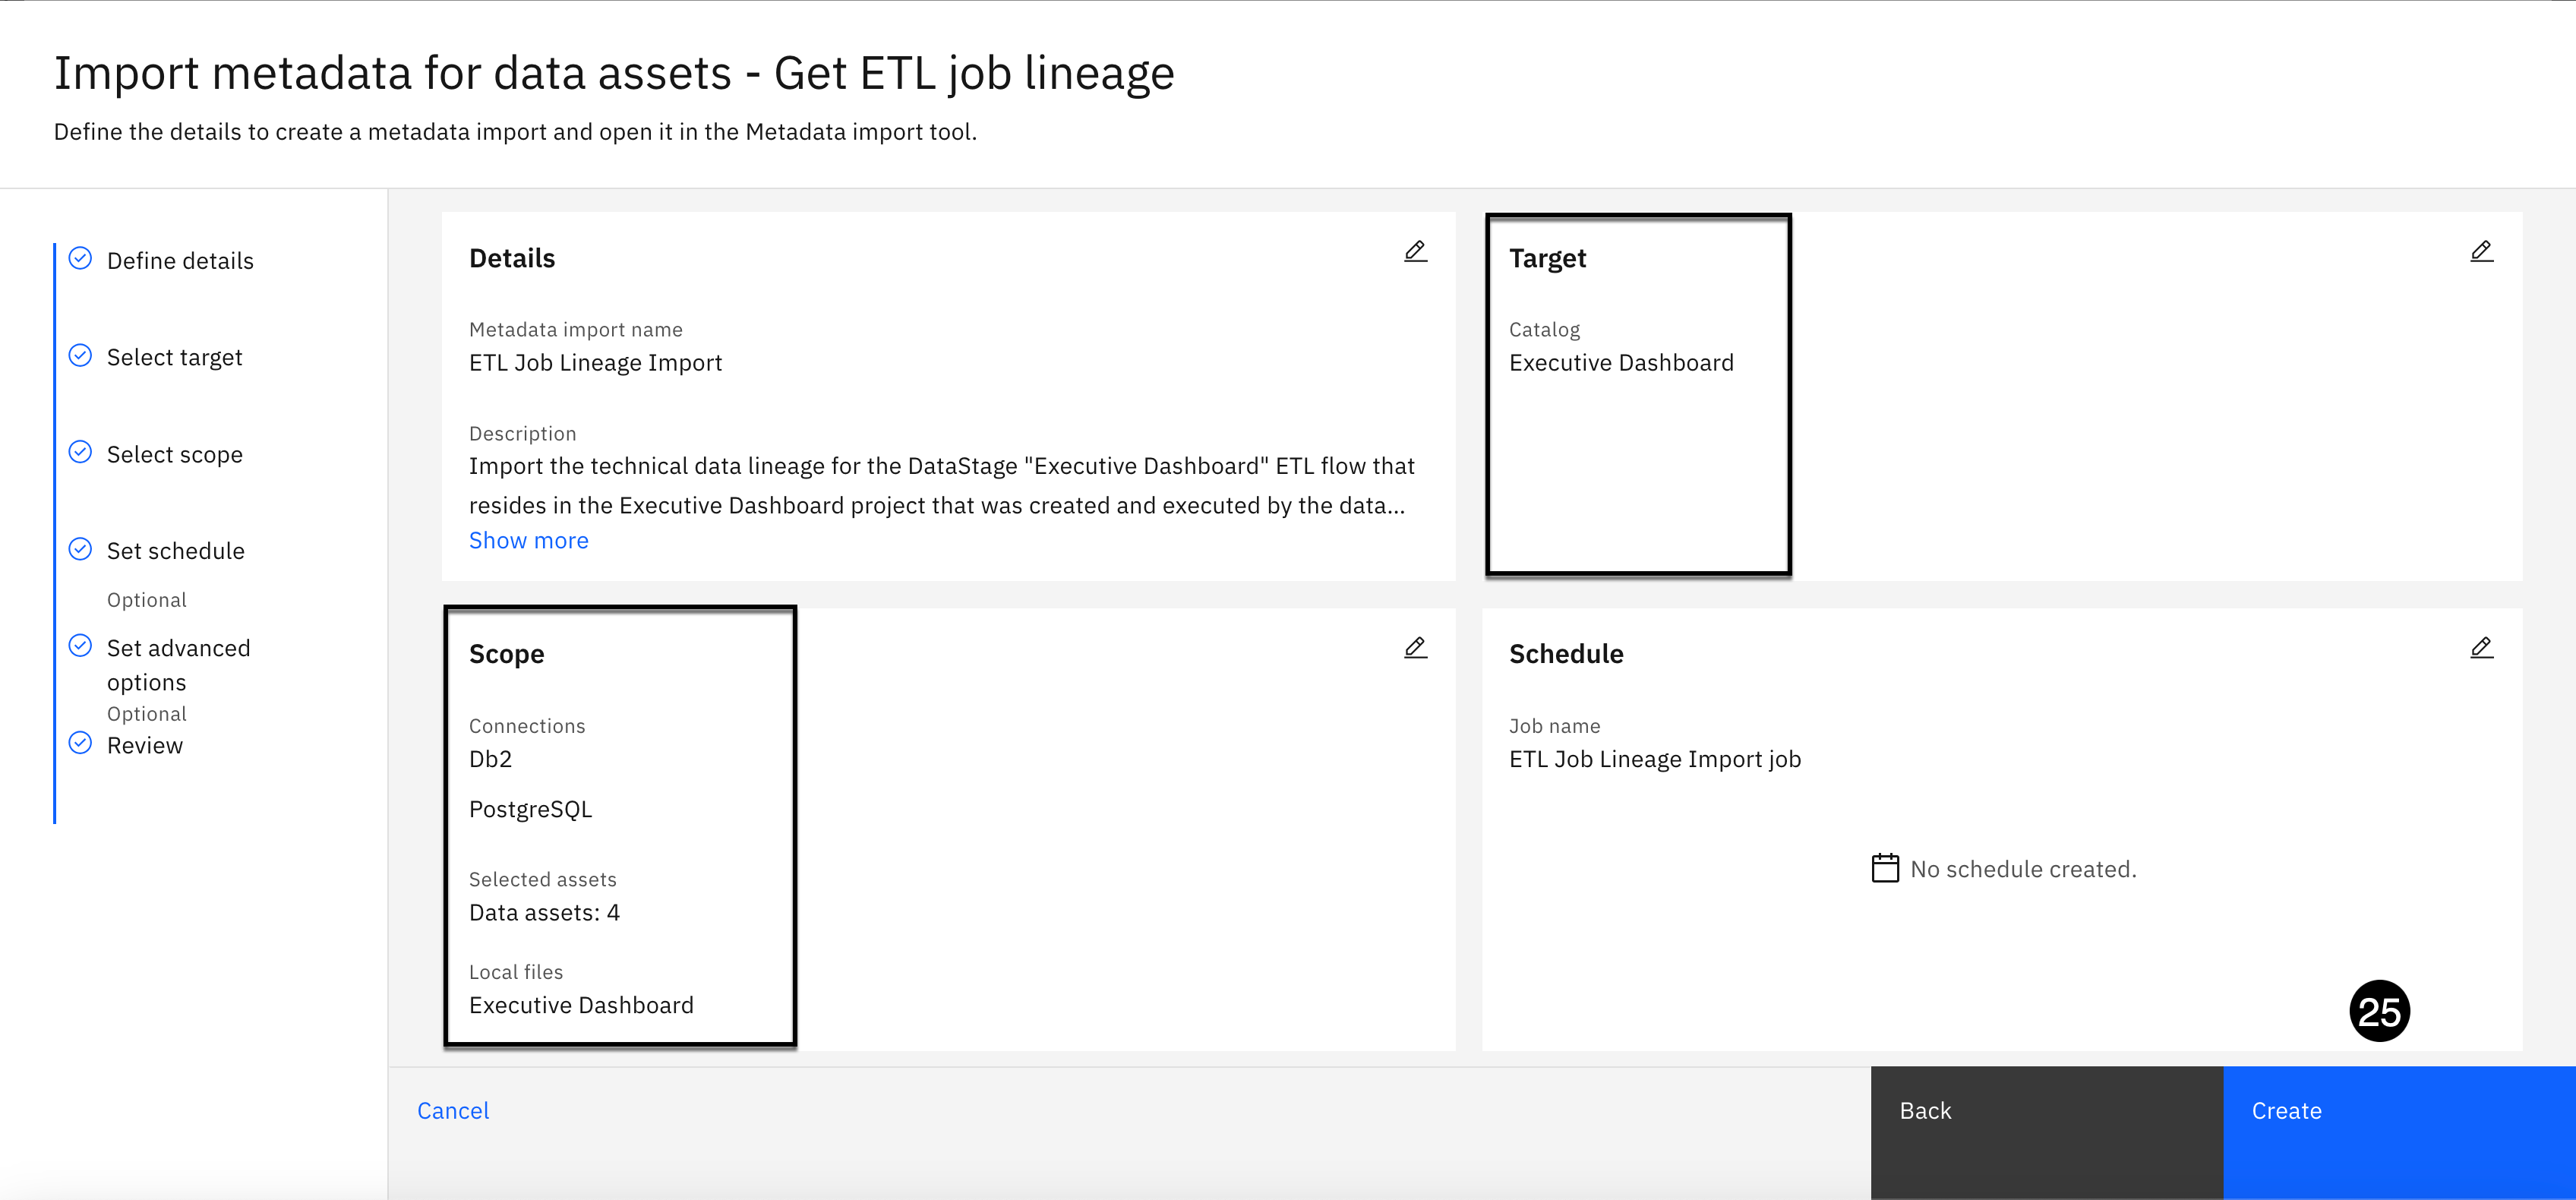 Import metadata for data assets - Get ETL job lineage
Define the details to create a metadata import and open it in the Metadata import tool.
Define details
Select target
Select scope
Set schedule
Optional
Set advanced
options
Optional
Review
Details
Metadata import name
ETL Job Lineage Import
Description
Import the technical data lineage for the DataStage "Executive Dashboard" ETL flow that
resides in the Executive Dashboard project that was created and executed by the data...
Show more
Target
Catalog
Executive Dashboard
Scope
Connections
Db2
PostgreSQL
Selected assets
Data assets: 4
Local files
Executive Dashboard
Schedule
Job name
ETL Job Lineage Import job
No schedule created.
25
Cancel
Back
Create